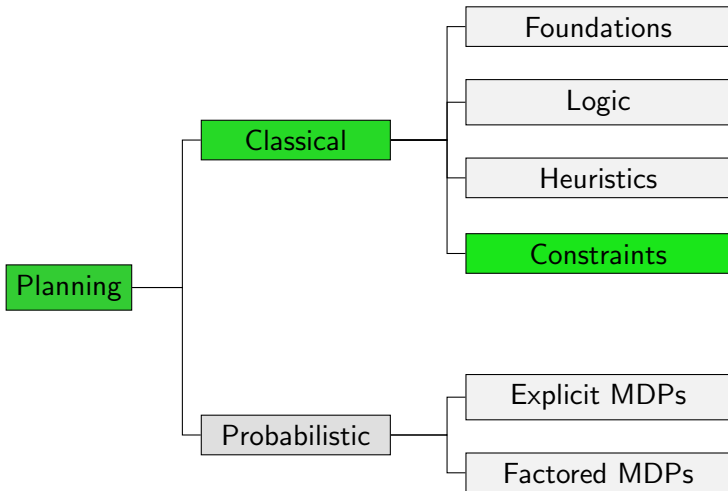 Foundations
Logic
Classical
Heuristics
Constraints
Planning
Explicit MDPs
Probabilistic
Factored MDPs